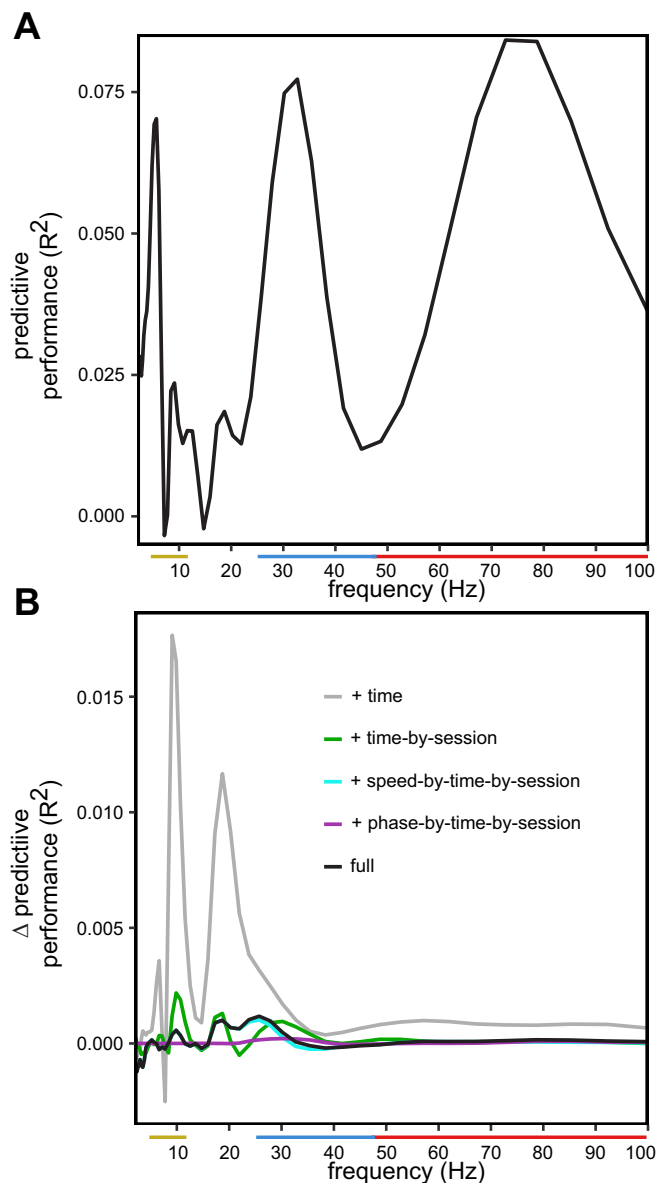 A
predictiive
performance (R²)
0.075
0.050
0.025
0.000
10 20 30 40 50 60 70 80 90 100
frequency (Hz)
B
Δ predictiive
performance (R²)
0.015
0.010
0.005
0.000
+ time
+ time-by-session
+ speed-by-time-by-session
+ phase-by-time-by-session
full
10 20 30 40 50 60 70 80 90 100
frequency (Hz)